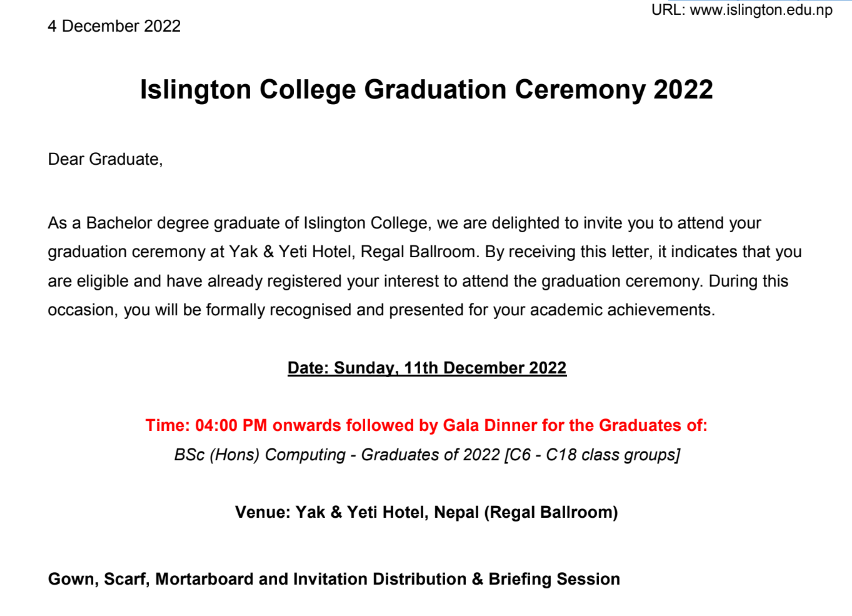 URL: www.islington.edu.np
4 December 2022
Islington College Graduation Ceremony 2022
Dear Graduate,
As a Bachelor degree graduate of Islington College, we are delighted to invite you to attend your
graduation ceremony at Yak & Yeti Hotel, Regal Ballroom. By receiving this letter, it indicates that you
are eligible and have already registered your interest to attend the graduation ceremony. During this
occasion, you will be formally recognised and presented for your academic achievements.
Date: Sunday, 11th December 2022
Time: 04:00 PM onwards followed by Gala Dinner for the Graduates of:
BSc (Hons) Computing - Graduates of 2022 [C6 - C18 class groups]
Venue: Yak & Yeti Hotel, Nepal (Regal Ballroom)
Gown, Scarf, Mortarboard and Invitation Distribution & Briefing Session